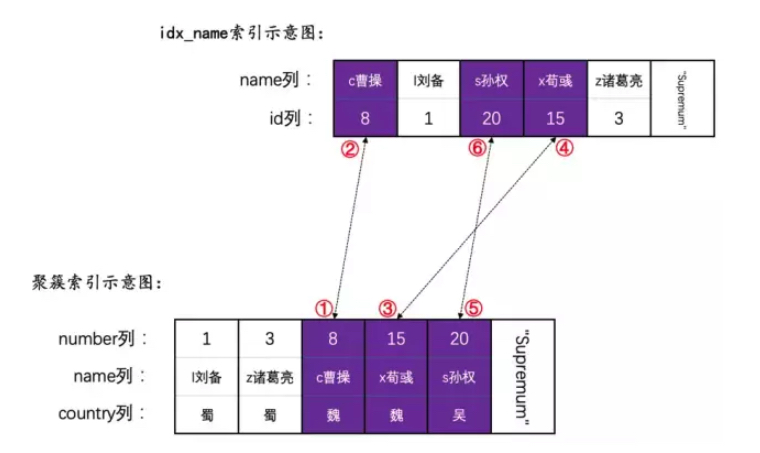 idx_name索引示意图：
name列： c曹操 l刘备 s孙权 x荀彧 z诸葛亮 "Supremum"
id列： 8 1 20 15 3
② ⑥ ④
聚簇索引示意图：
① ③ ⑤
number列： 1 3 8 15 20 "Supremum"
name列： l刘备 z诸葛亮 c曹操 x荀彧 s孙权
country列： 蜀 蜀 魏 魏 吴